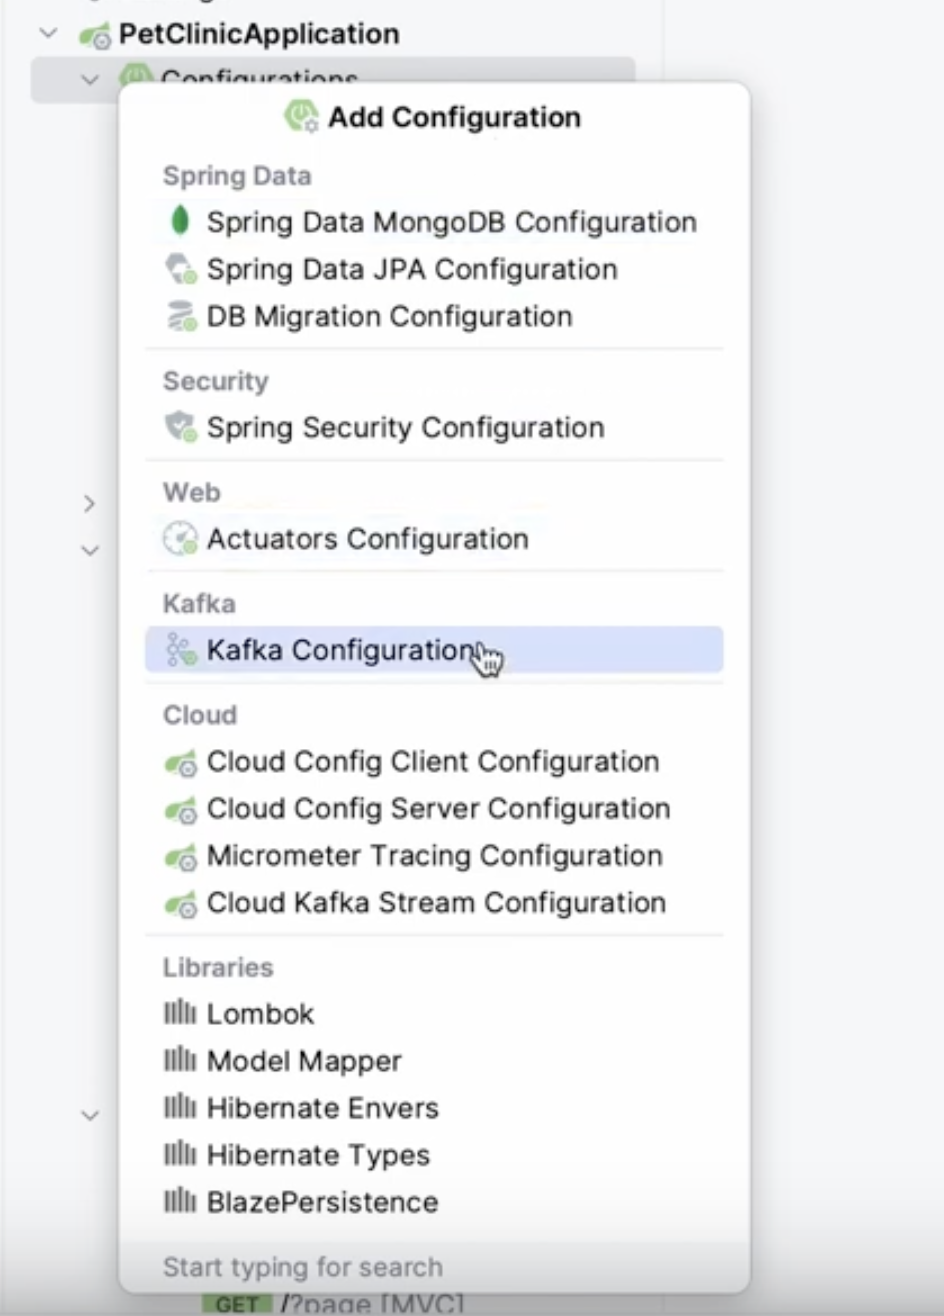 PetClinicApplication
Configurations
Add Configuration
Spring Data
Spring Data MongoDB Configuration
Spring Data JPA Configuration
DB Migration Configuration
Security
Spring Security Configuration
Web
Actuators Configuration
Kafka
Kafka Configuration
Cloud
Cloud Config Client Configuration
Cloud Config Server Configuration
Micrometer Tracing Configuration
Cloud Kafka Stream Configuration
Libraries
Lombok
Model Mapper
Hibernate Envers
Hibernate Types
BlazePersistence
Start typing for search
GET /?page [MVC]